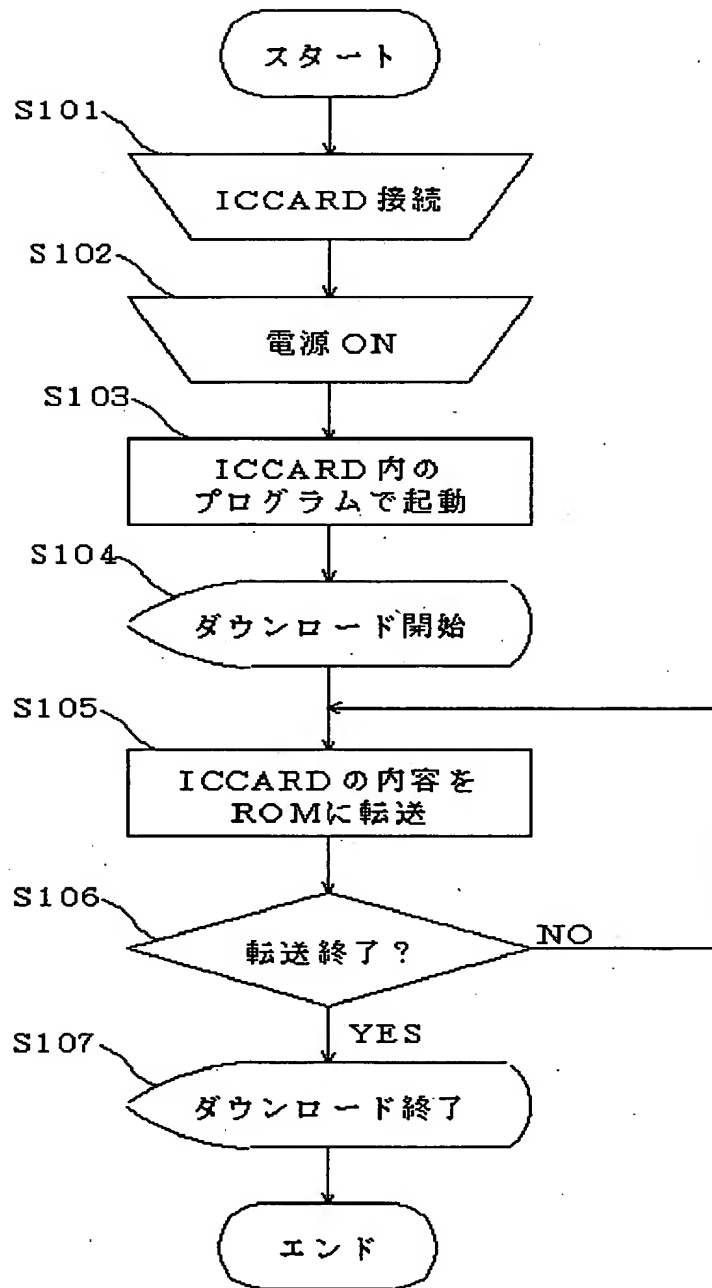 スタート
S101
ICCARD 接続
S102
電源 ON
S103
ICCARD 内の
プログラムで起動
S104
ダウンロード開始
S105
ICCARD の内容を
ROMに転送
S106
転送終了？
NO
YES
S107
ダウンロード終了
エンド